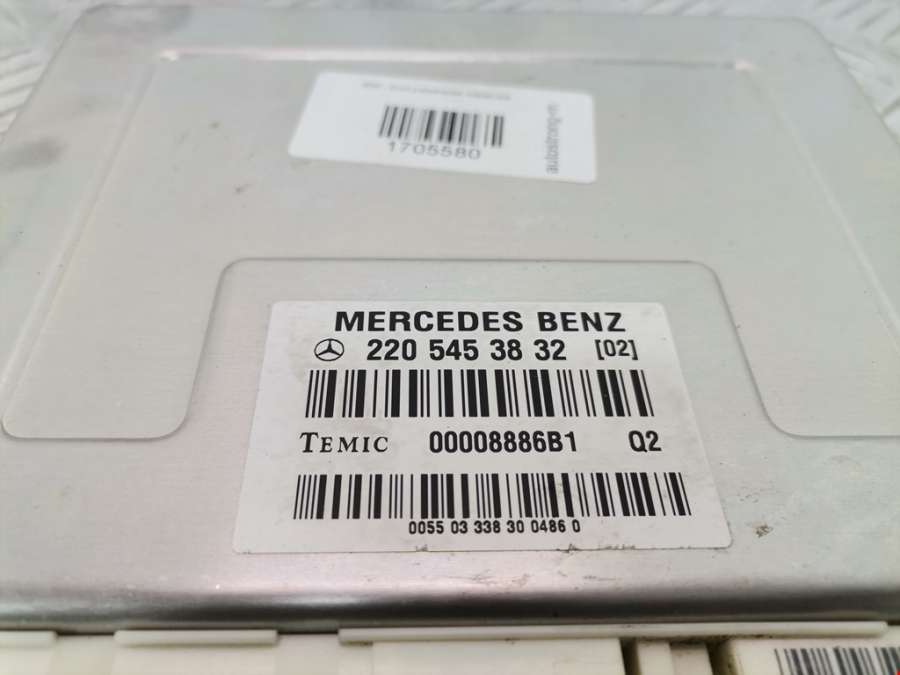 1705580
MERCEDES BENZ
220 545 38 32 [02]
TEMIC 00008886B1 Q2
0055 03 338 30 0486 0